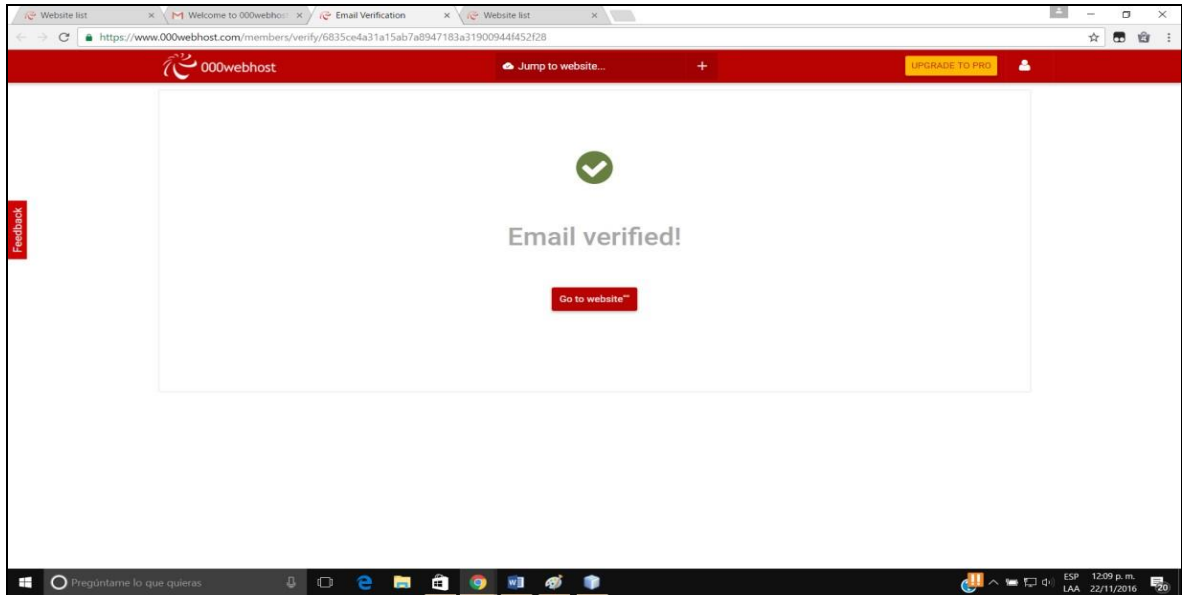 Website list
Welcome to 000webhos
Email Verification
Website list
https://www.000webhost.com/members/verify/6835ce4a31a15ab7a8947183a31900944f452f28
000webhost
Jump to website...
+
UPGRADE TO PRO
Feedback
Email verified!
Go to website""
Pregúntame lo que quieras
ESP 12:09 p. m.
LAA 22/11/2016
20